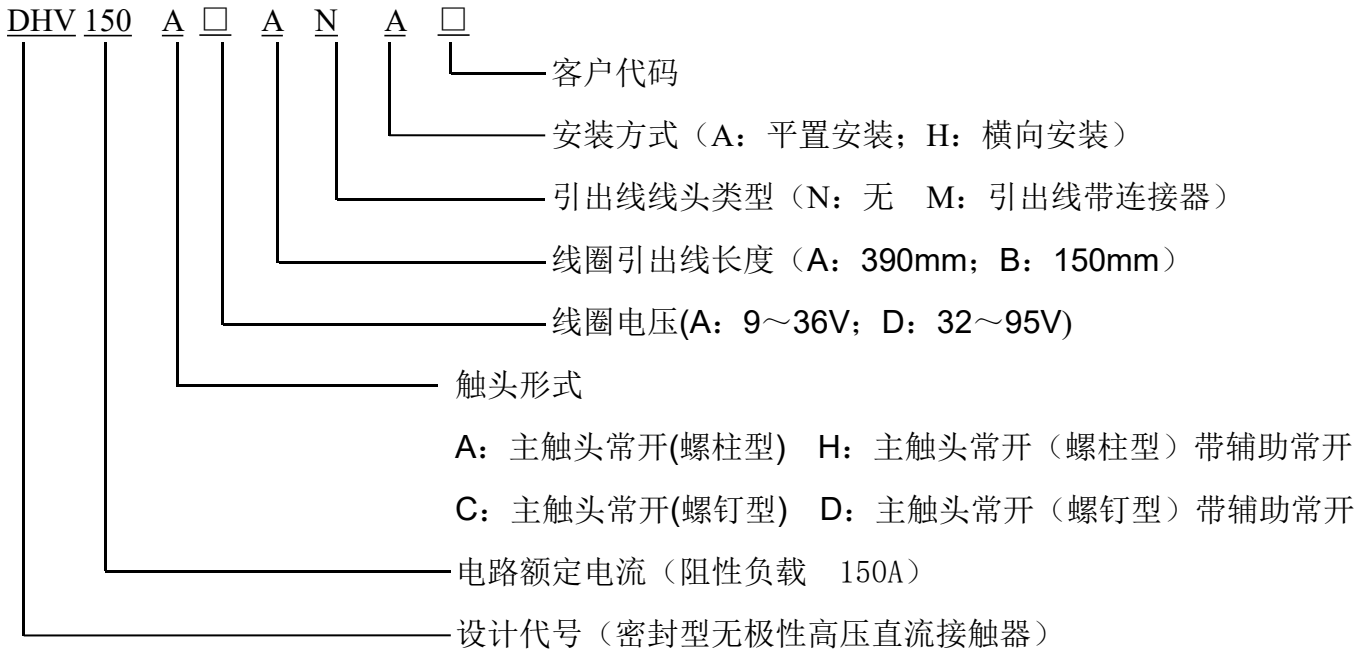 DHV 150 A □ A N A □
客户代码
安装方式（A：平置安装；H：横向安装）
引出线线头类型（N：无 M：引出线带连接器）
线圈引出线长度（A：390mm；B：150mm）
线圈电压(A：9～36V；D：32～95V)
触头形式
A：主触头常开(螺柱型) H：主触头常开（螺柱型）带辅助常开
C：主触头常开(螺钉型) D：主触头常开（螺钉型）带辅助常开
电路额定电流（阻性负载 150A）
设计代号（密封型无极性高压直流接触器）